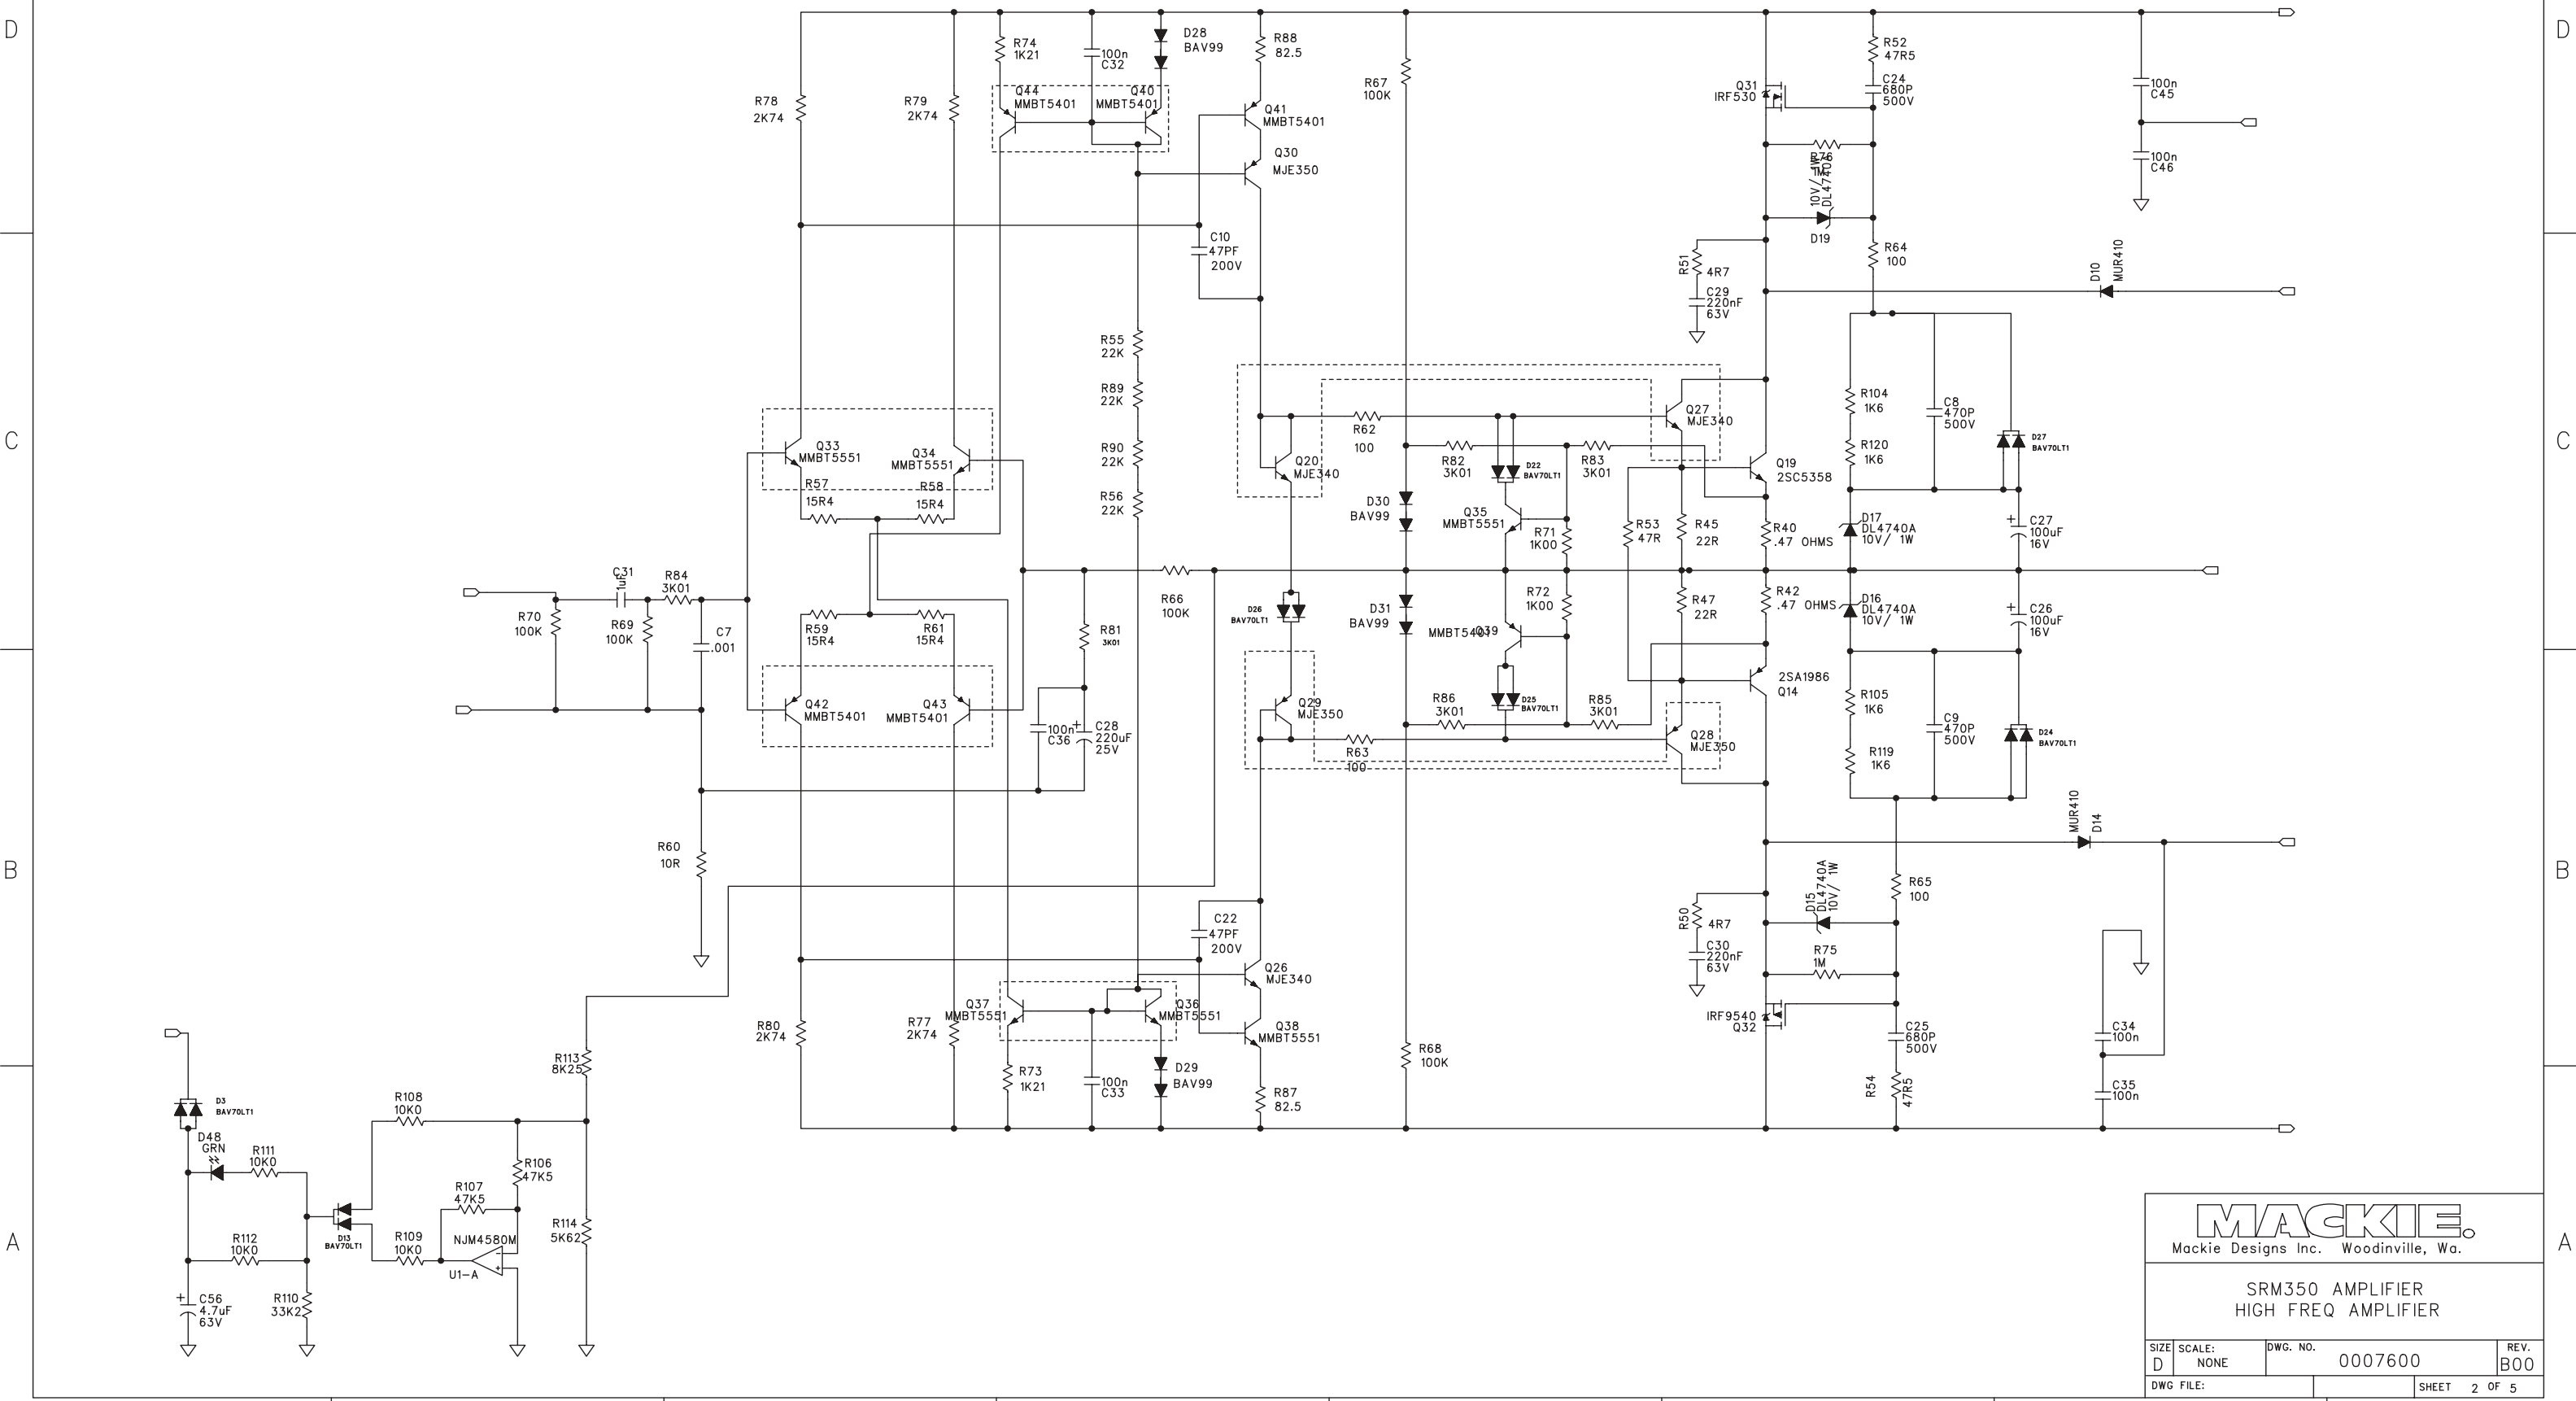 D
D
R74
1K21
100n
C32
D28
BAV99
R88
82.5
R67
100K
R52
47R5
C24
680P
500V
Q31
IRF530
100n
C45
100n
C46
R78
2K74
R79
2K74
Q44
MMBT5401
Q40
MMBT5401
Q41
MMBT5401
Q30
MJE350
R76
1M
10V/ 1W
DL4740A
D19
R64
100
C10
47PF
200V
R51
4R7
C29
220nF
63V
D10
MUR410
C
C
R55
22K
R89
22K
R90
22K
R56
22K
Q33
MMBT5551
Q34
MMBT5551
R57
15R4
R58
15R4
Q20
MJE340
R62
100
R82
3K01
D22
BAV70LT1
R83
3K01
Q27
MJE340
Q19
2SC5358
D30
BAV99
Q35
MMBT5551
R71
1K00
R53
47R
R45
22R
R40
.47 OHMS
R104
1K6
R120
1K6
C8
470P
500V
D27
BAV70LT1
D17
DL4740A
10V/ 1W
+
C27
100uF
16V
C31
1uF
R84
3K01
R70
100K
R69
100K
C7
.001
R59
15R4
R61
15R4
R66
100K
R81
3K01
D26
BAV70LT1
D31
BAV99
MMBT5401
Q39
R72
1K00
R47
22R
R42
.47 OHMS
D16
DL4740A
10V/ 1W
+
C26
100uF
16V
Q42
MMBT5401
Q43
MMBT5401
100n
C36
+
C28
220uF
25V
Q29
MJE350
R63
100
R86
3K01
D25
BAV70LT1
R85
3K01
Q28
MJE350
2SA1986
Q14
R105
1K6
R119
1K6
C9
470P
500V
D24
BAV70LT1
B
B
R60
10R
MUR410
D14
R65
100
D15
DL4740A
10V/ 1W
R50
4R7
C30
220nF
63V
R75
1M
C22
47PF
200V
Q26
MJE340
Q37
MMBT5551
Q36
MMBT5551
Q38
MMBT5551
IRF9540
Q32
C25
680P
500V
R54
47R5
C34
100n
C35
100n
R80
2K74
R77
2K74
R73
1K21
100n
C33
D29
BAV99
R87
82.5
R68
100K
R113
8K25
D3
BAV70LT1
R108
10K0
D48
GRN
R111
10K0
R106
47K5
R107
47K5
R112
10K0
D13
BAV70LT1
R109
10K0
NJM4580M
-
+
U1-A
R114
5K62
+
C56
4.7uF
63V
R110
33K2
A
A
MACKIE.
Mackie Designs Inc. Woodinville, Wa.
SRM350 AMPLIFIER
HIGH FREQ AMPLIFIER
SIZE
D
SCALE:
NONE
DWG. NO.
0007600
REV.
B00
DWG FILE:
SHEET 2 OF 5